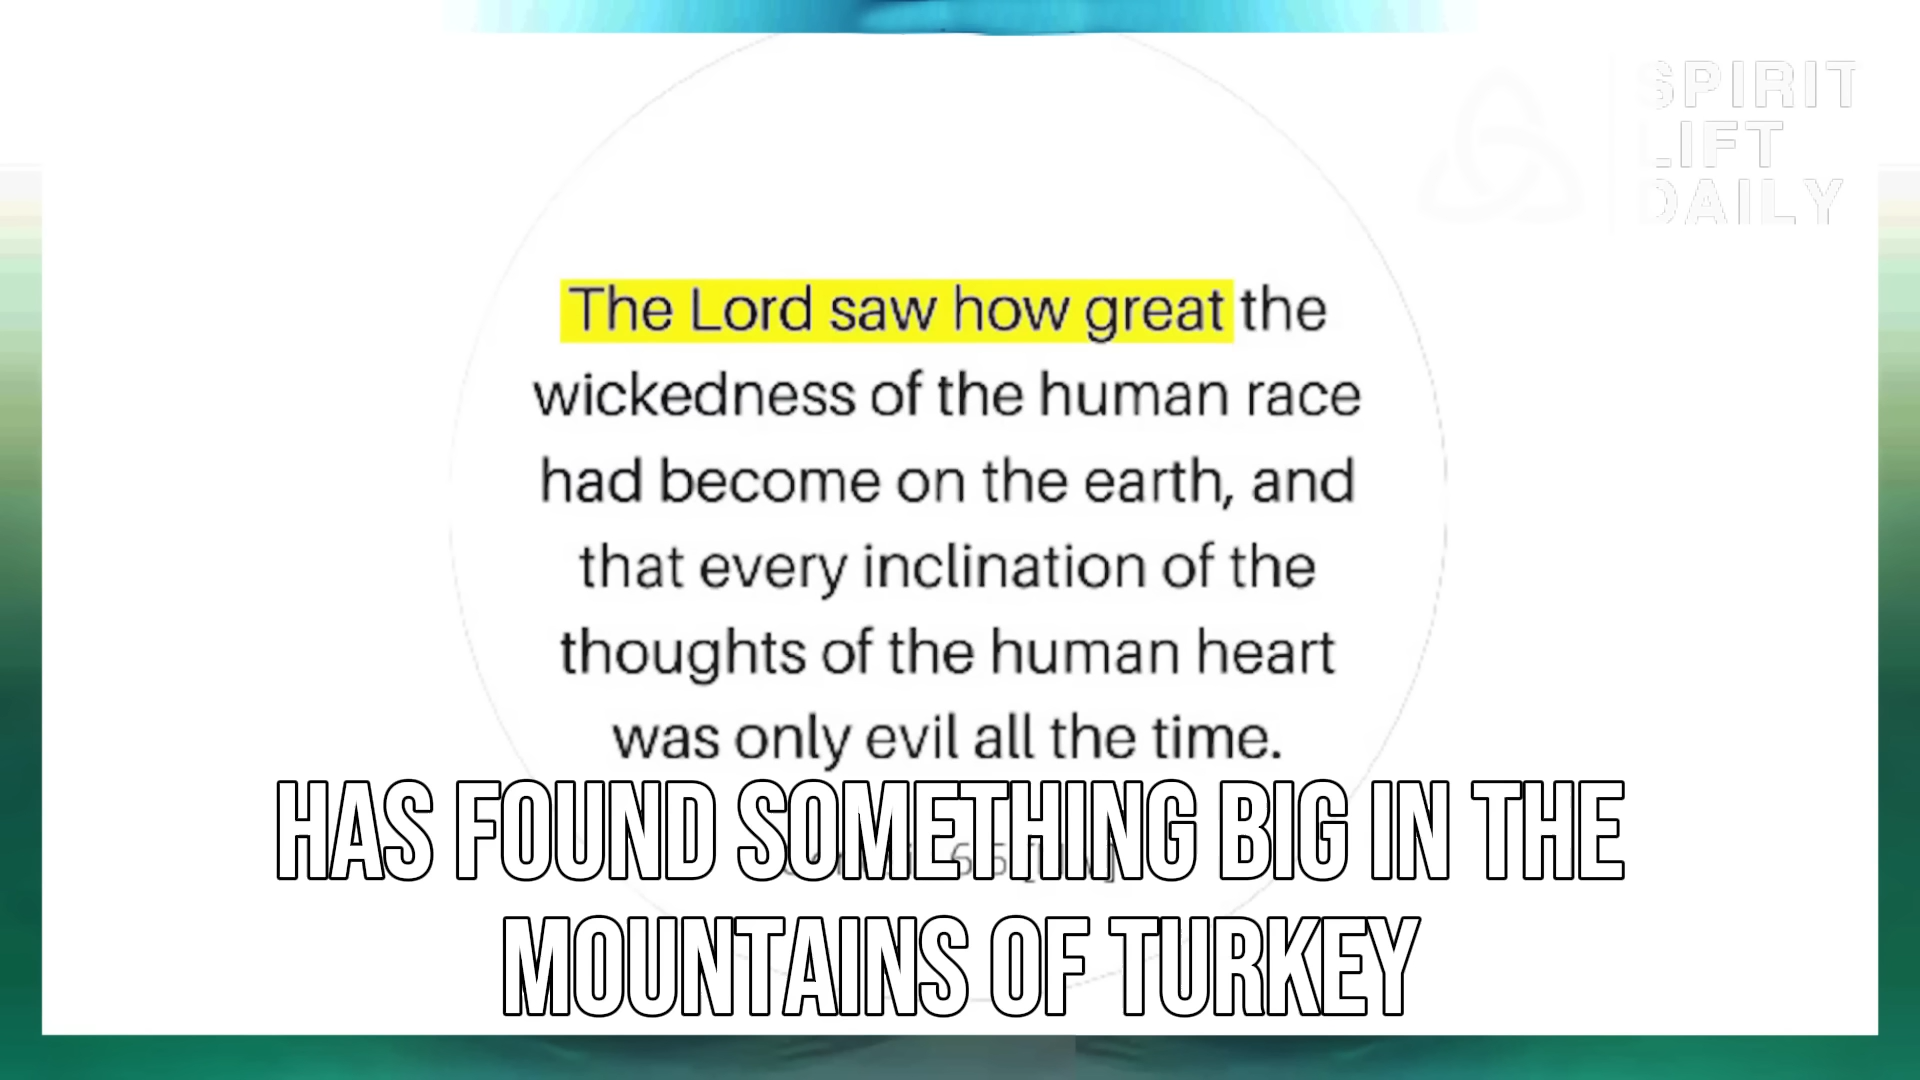 SPIRIT
LIFT
DAILY
The Lord saw how great the
wickedness of the human race
had become on the earth, and
that every inclination of the
thoughts of the human heart
was only evil all the time.
HAS FOUND SOMETHING BIG IN THE
MOUNTAINS OF TURKEY